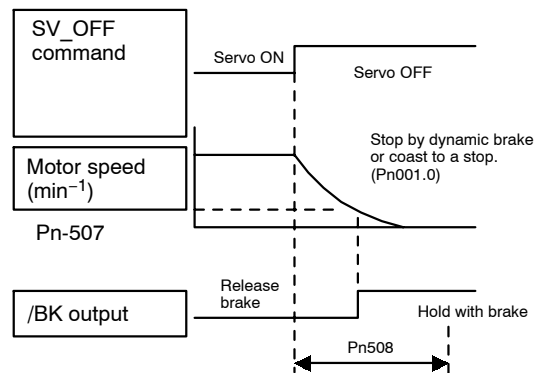 SV_OFF
command
Servo ON
Servo OFF
Stop by dynamic brake
or coast to a stop.
(Pn001.0)
Motor speed
(min⁻¹)
Pn-507
Release
brake
/BK output
Hold with brake
Pn508